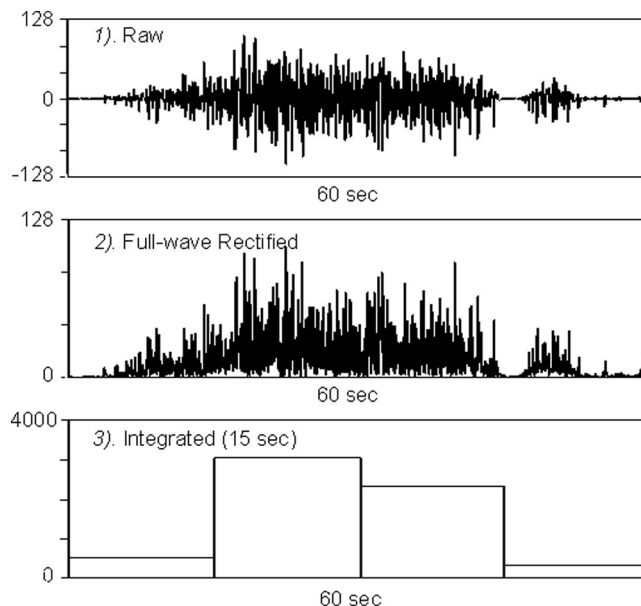 128
1). Raw
0
-128
60 sec
128
2). Full-wave Rectified
0
60 sec
4000
3). Integrated (15 sec)
0
60 sec